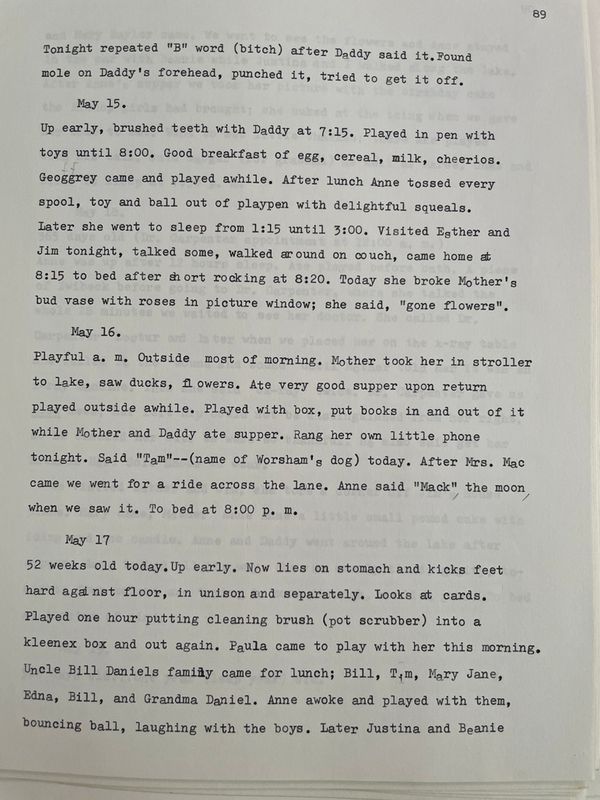 89
Tonight repeated "B" word (bitch) after Daddy said it.Found
mole on Daddy's forehead, punched it, tried to get it off.
May 15.
Up early, brushed teeth with Daddy at 7:15. Played in pen with
toys until 8:00. Good breakfast of egg, cereal, milk, cheerios.
Geoggrey came and played awhile. After lunch Anne tossed every
spool, toy and ball out of playpen with delightful squeals.
Later she went to sleep from 1:15 until 3:00. Visited Esther and
Jim tonight, talked some, walked around on couch, came home at
8:15 to bed after short rocking at 8:20. Today she broke Mother's
bud vase with roses in picture window; she said, "gone flowers".
May 16.
Playful a. m. Outside most of morning. Mother took her in stroller
to lake, saw ducks, flowers. Ate very good supper upon return
played outside awhile. Played with box, put books in and out of it
while Mother and Daddy ate supper. Rang her own little phone
tonight. Said "Tam"--(name of Worsham's dog) today. After Mrs. Mac
came we went for a ride across the lane. Anne said "Mack", the moon,
when we saw it. To bed at 8:00 p. m.
May 17
52 weeks old today.Up early. Now lies on stomach and kicks feet
hard against floor, in unison and separately. Looks at cards.
Played one hour putting cleaning brush (pot scrubber) into a
kleenex box and out again. Paula came to play with her this morning.
Uncle Bill Daniels family came for lunch; Bill, Tim, Mary Jane,
Edna, Bill, and Grandma Daniel. Anne awoke and played with them,
bouncing ball, laughing with the boys. Later Justina and Beanie